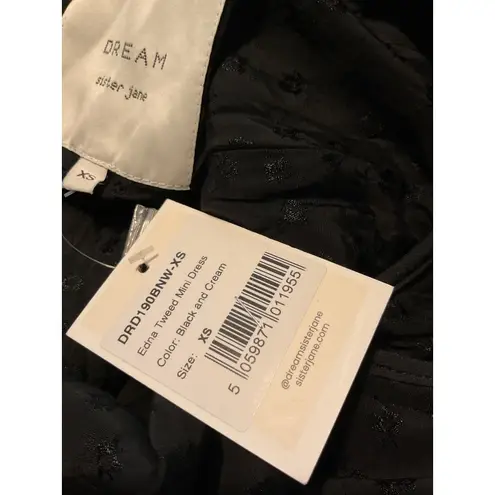 DREAM
sister jane
XS
DRD190BNW-XS
Edna Tweed Mini Dress
Color: Black and Cream
Size: XS
5 059871 011955
@dreamsisterjane
sisterjane.com